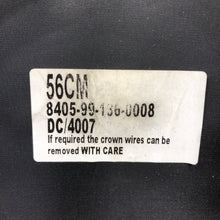 56CM
8405-99-136-0008
DC/4007
If required the crown wires can be
removed WITH CARE